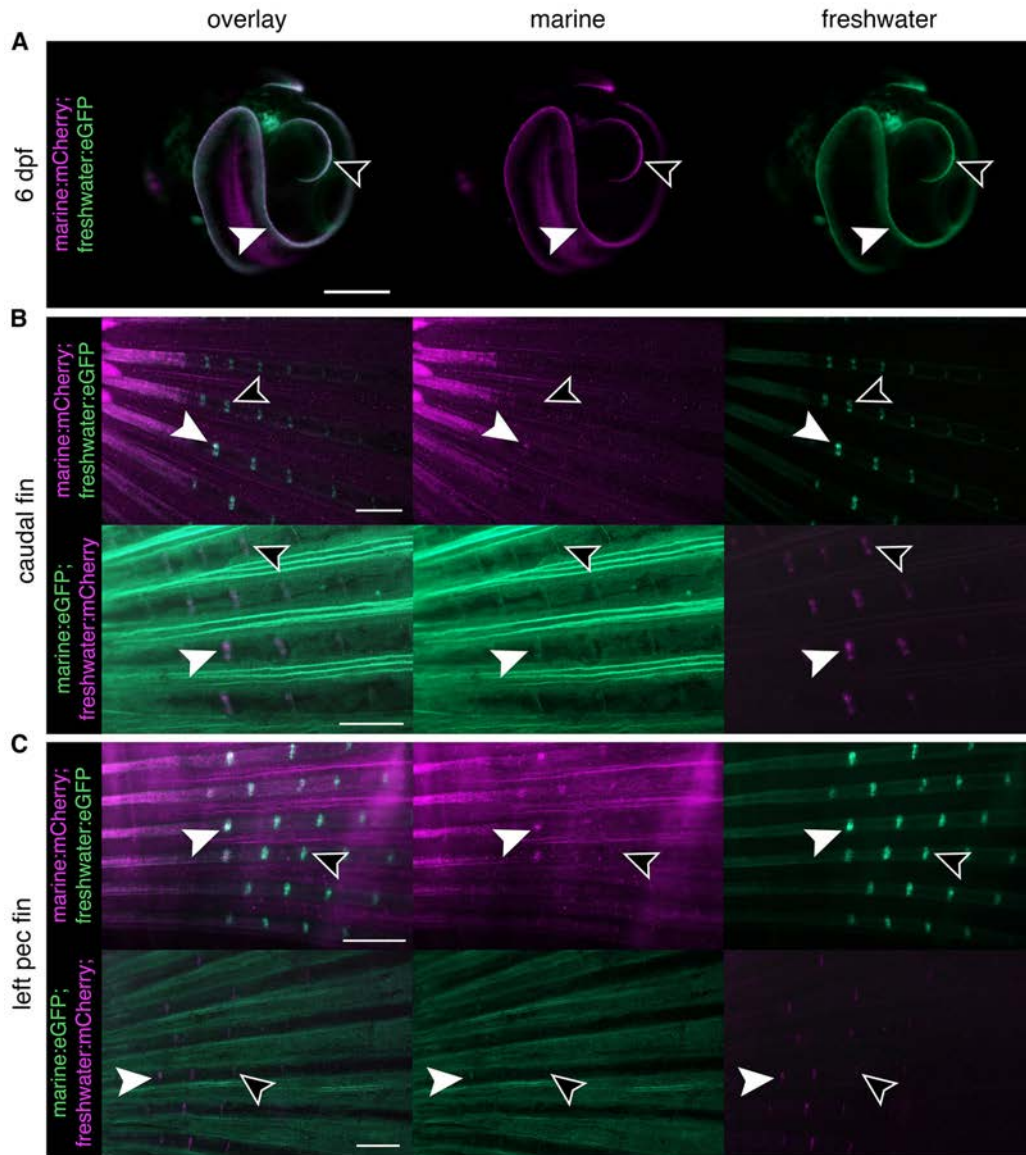 overlay marine freshwater
A
6 dpf
marine:mCherry;
freshwater:eGFP
B
caudal fin
marine:mCherry;
freshwater:eGFP
marine:eGFP;
freshwater:mCherry
C
left pec fin
marine:mCherry;
freshwater:eGFP
marine:eGFP;
freshwater:mCherry;